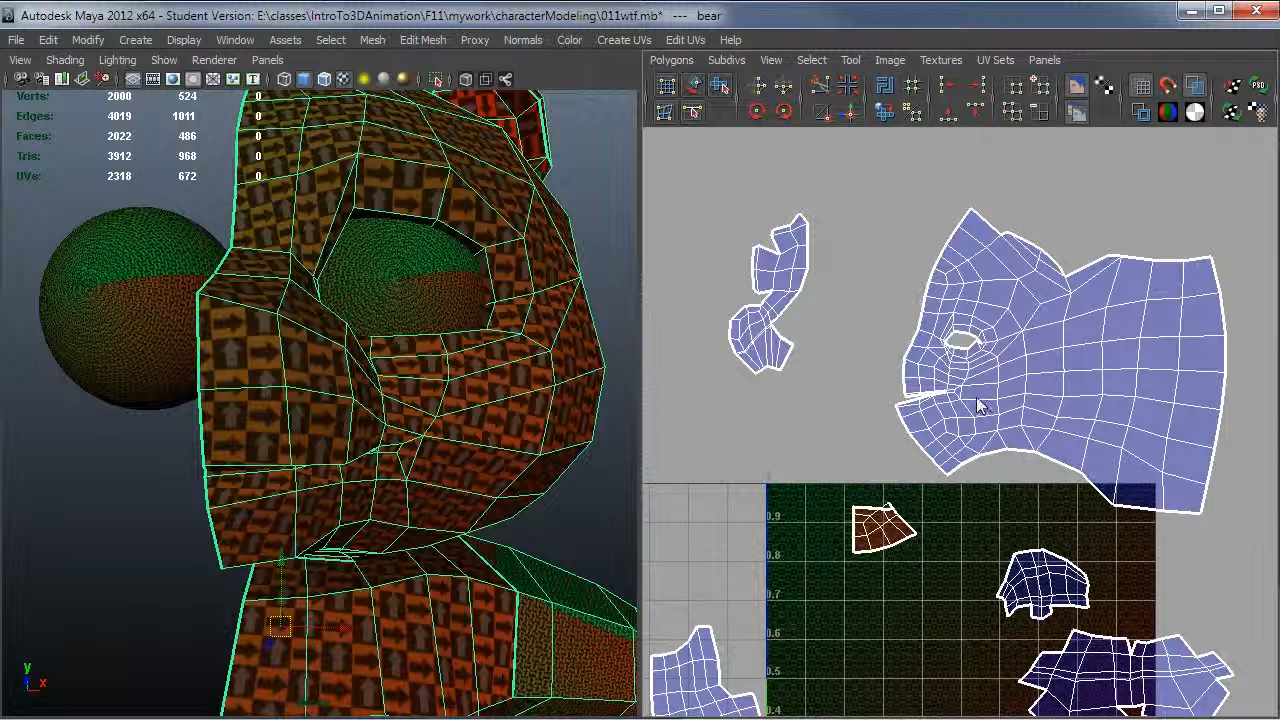 Autodesk Maya 2012 x64 - Student Version: E:\classes\IntroTo3DAnimation\F11\mywork\characterModeling\011wtf.mb* --- bear
File Edit Modify Create Display Window Assets Select Mesh Edit Mesh Proxy Normals Color Create UVs Edit UVs Help
View Shading Lighting Show Renderer Panels
Polygons Subdivs View Select Tool Image Textures UV Sets Panels
Verts: 2000 524 0
Edges: 4019 1011 0
Faces: 2022 486 0
Tris: 3912 968 0
UVs: 2318 672 0
0.9
0.8
0.7
0.6
0.5
0.4
y
x